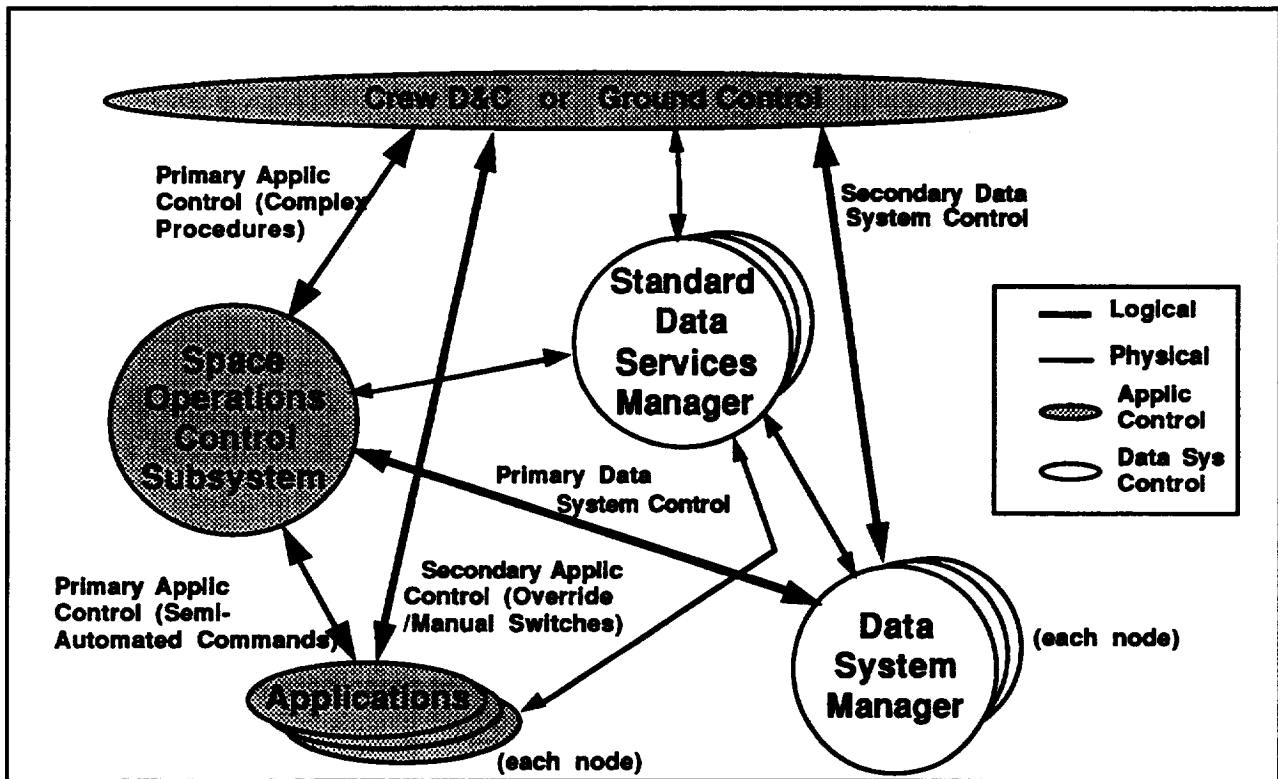 Crew D&C or Ground Control
Primary Applic
Control (Complex
Procedures)
Secondary Data
System Control
Standard
Data
Services
Manager
Logical
Physical
Applic
Control
Data Sys
Control
Space
Operations
Control
Subsystem
Primary Data
System Control
Primary Applic
Control (Semi-
Automated Commands)
Secondary Applic
Control (Override
/Manual Switches)
Data
System
Manager
(each node)
Applications
(each node)